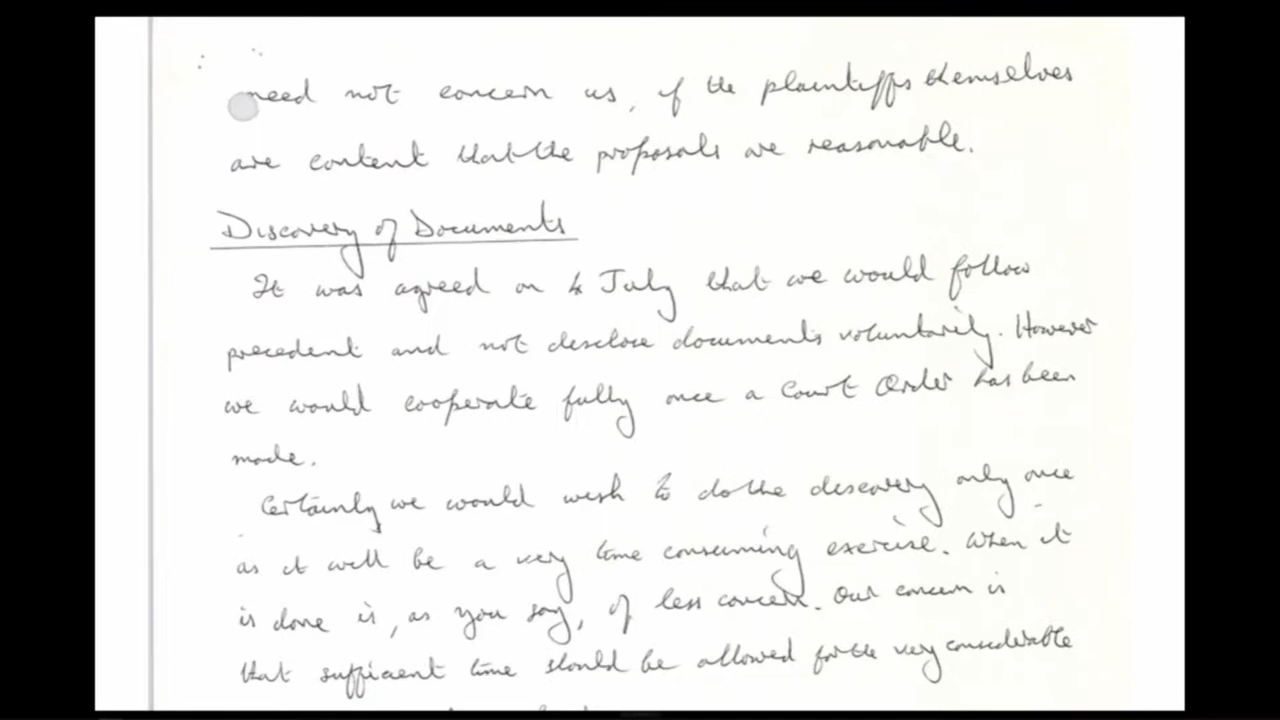 need not concern us, if the plaintiffs themselves
are content that the proposals are reasonable.
Discovery of Documents
It was agreed on 4 July that we would follow
precedent and not disclose documents voluntarily. However
we would cooperate fully once a Court Order has been
made.
Certainly we would wish to do the discovery only once
as it will be a very time consuming exercise. When it
is done is, as you say, of less concern. Our concern is
that sufficient time should be allowed for the very considerable